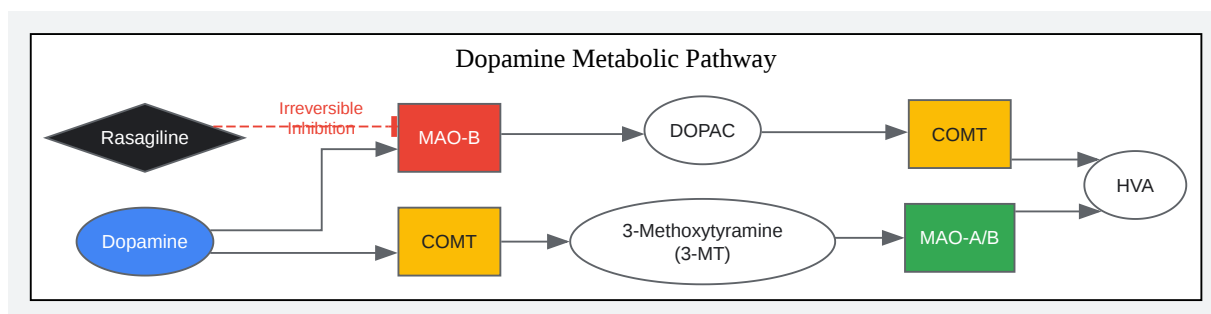 Dopamine Metabolic Pathway
Rasagiline
Irreversible
Inhibition
MAO-B
DOPAC
COMT
HVA
Dopamine
COMT
3-Methoxytyramine
(3-MT)
MAO-A/B